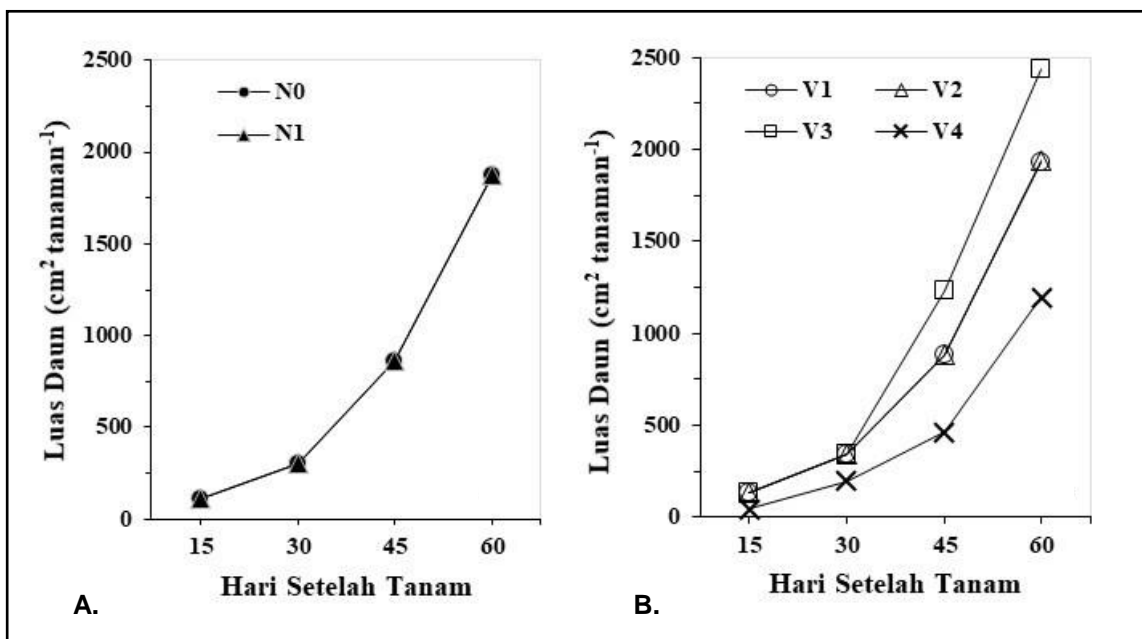 2500
2000
1500
1000
500
0
Luas Daun (cm² tanaman⁻¹)
N0
N1
15 30 45 60
Hari Setelah Tanam
A.
2500
2000
1500
1000
500
0
Luas Daun (cm² tanaman⁻¹)
V1 V2
V3 V4
15 30 45 60
Hari Setelah Tanam
B.